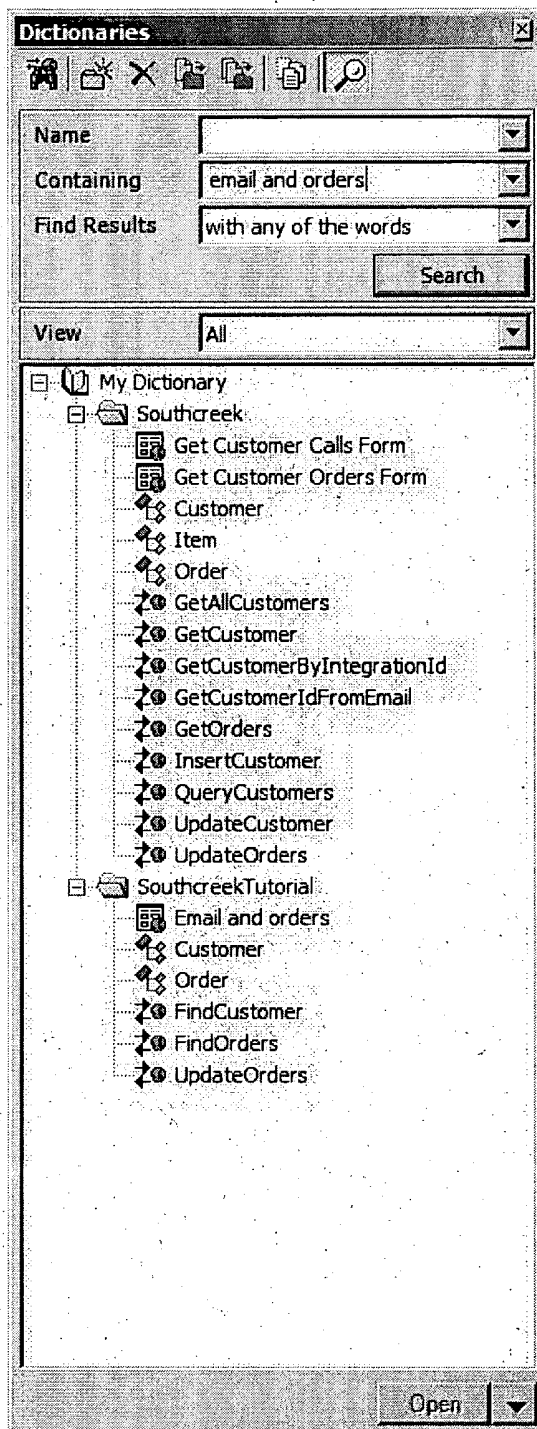 Dictionaries
Name
Containing email and orders
Find Results with any of the words
Search
View All
My Dictionary
Southcreek
Get Customer Calls Form
Get Customer Orders Form
Customer
Item
Order
GetAllCustomers
GetCustomer
GetCustomerByIntegrationId
GetCustomerIdFromEmail
GetOrders
InsertCustomer
QueryCustomers
UpdateCustomer
UpdateOrders
SouthcreekTutorial
Email and orders
Customer
Order
FindCustomer
FindOrders
UpdateOrders
Open